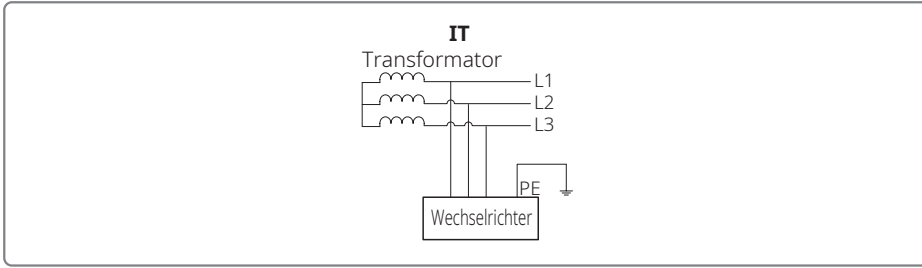 IT
Transformator
L1
L2
L3
PE
Wechselrichter